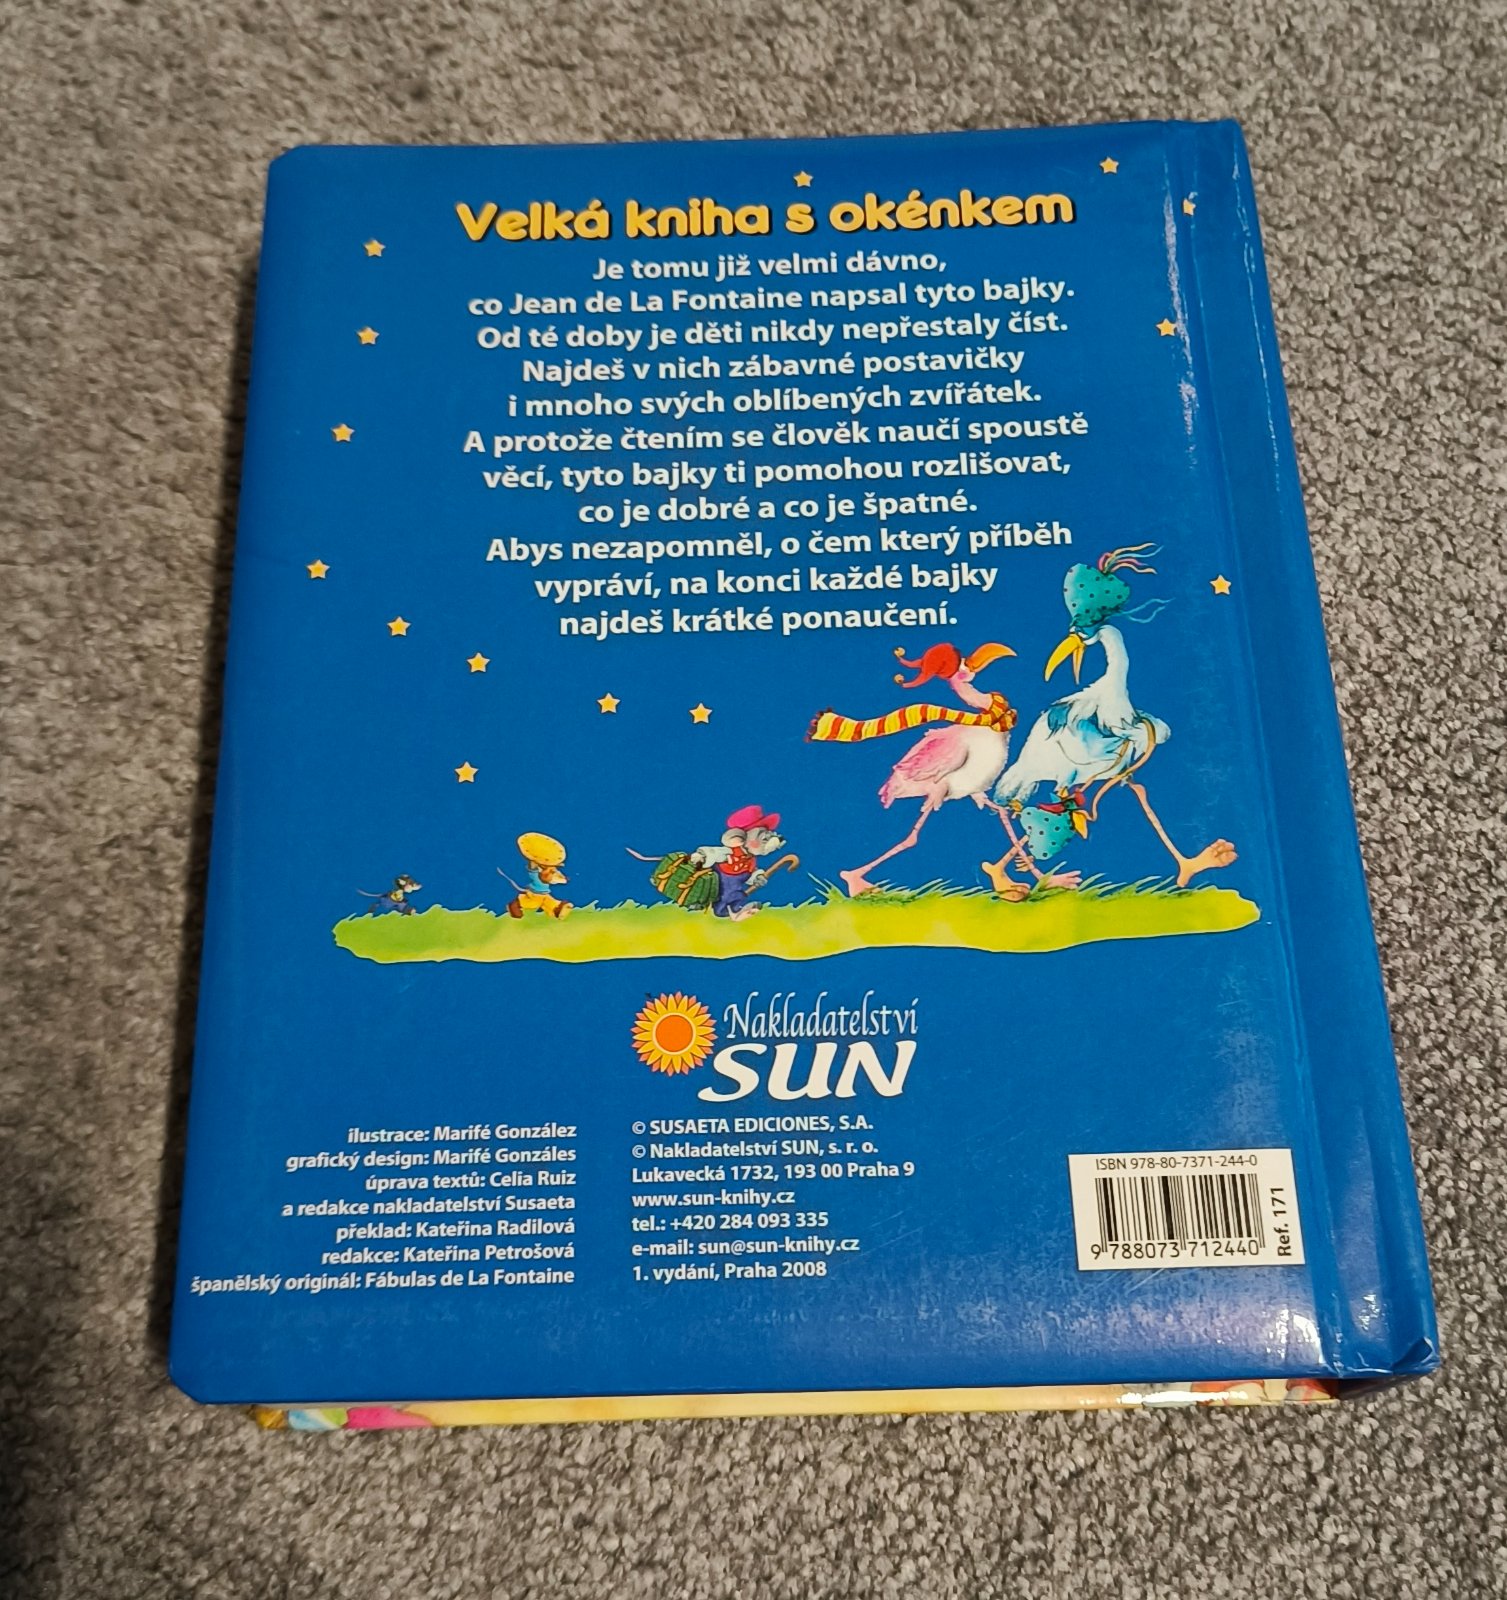 Velká kniha s okénkem
Je tomu již velmi dávno,
co Jean de La Fontaine napsal tyto bajky.
Od té doby je děti nikdy nepřestaly číst.
Najdeš v nich zábavné postavičky
i mnoho svých oblíbených zvířátek.
A protože čtením se člověk naučí spoustě
věcí, tyto bajky ti pomohou rozlišovat,
co je dobré a co je špatné.
Abys nezapomněl, o čem který příběh
vypráví, na konci každé bajky
najdeš krátké ponaučení.
Nakladatelství
SUN
ilustrace: Marifé González
grafický design: Marifé Gonzáles
úprava textů: Celia Ruiz
a redakce nakladatelství Susaeta
překlad: Kateřina Radilová
redakce: Kateřina Petrošová
španělský originál: Fábulas de La Fontaine
© SUSAETA EDICIONES, S.A.
© Nakladatelství SUN, s. r. o.
Lukavecká 1732, 193 00 Praha 9
www.sun-knihy.cz
tel.: +420 284 093 335
e-mail: sun@sun-knihy.cz
1. vydání, Praha 2008
ISBN 978-80-7371-244-0
9 788073 712440
Ref. 171